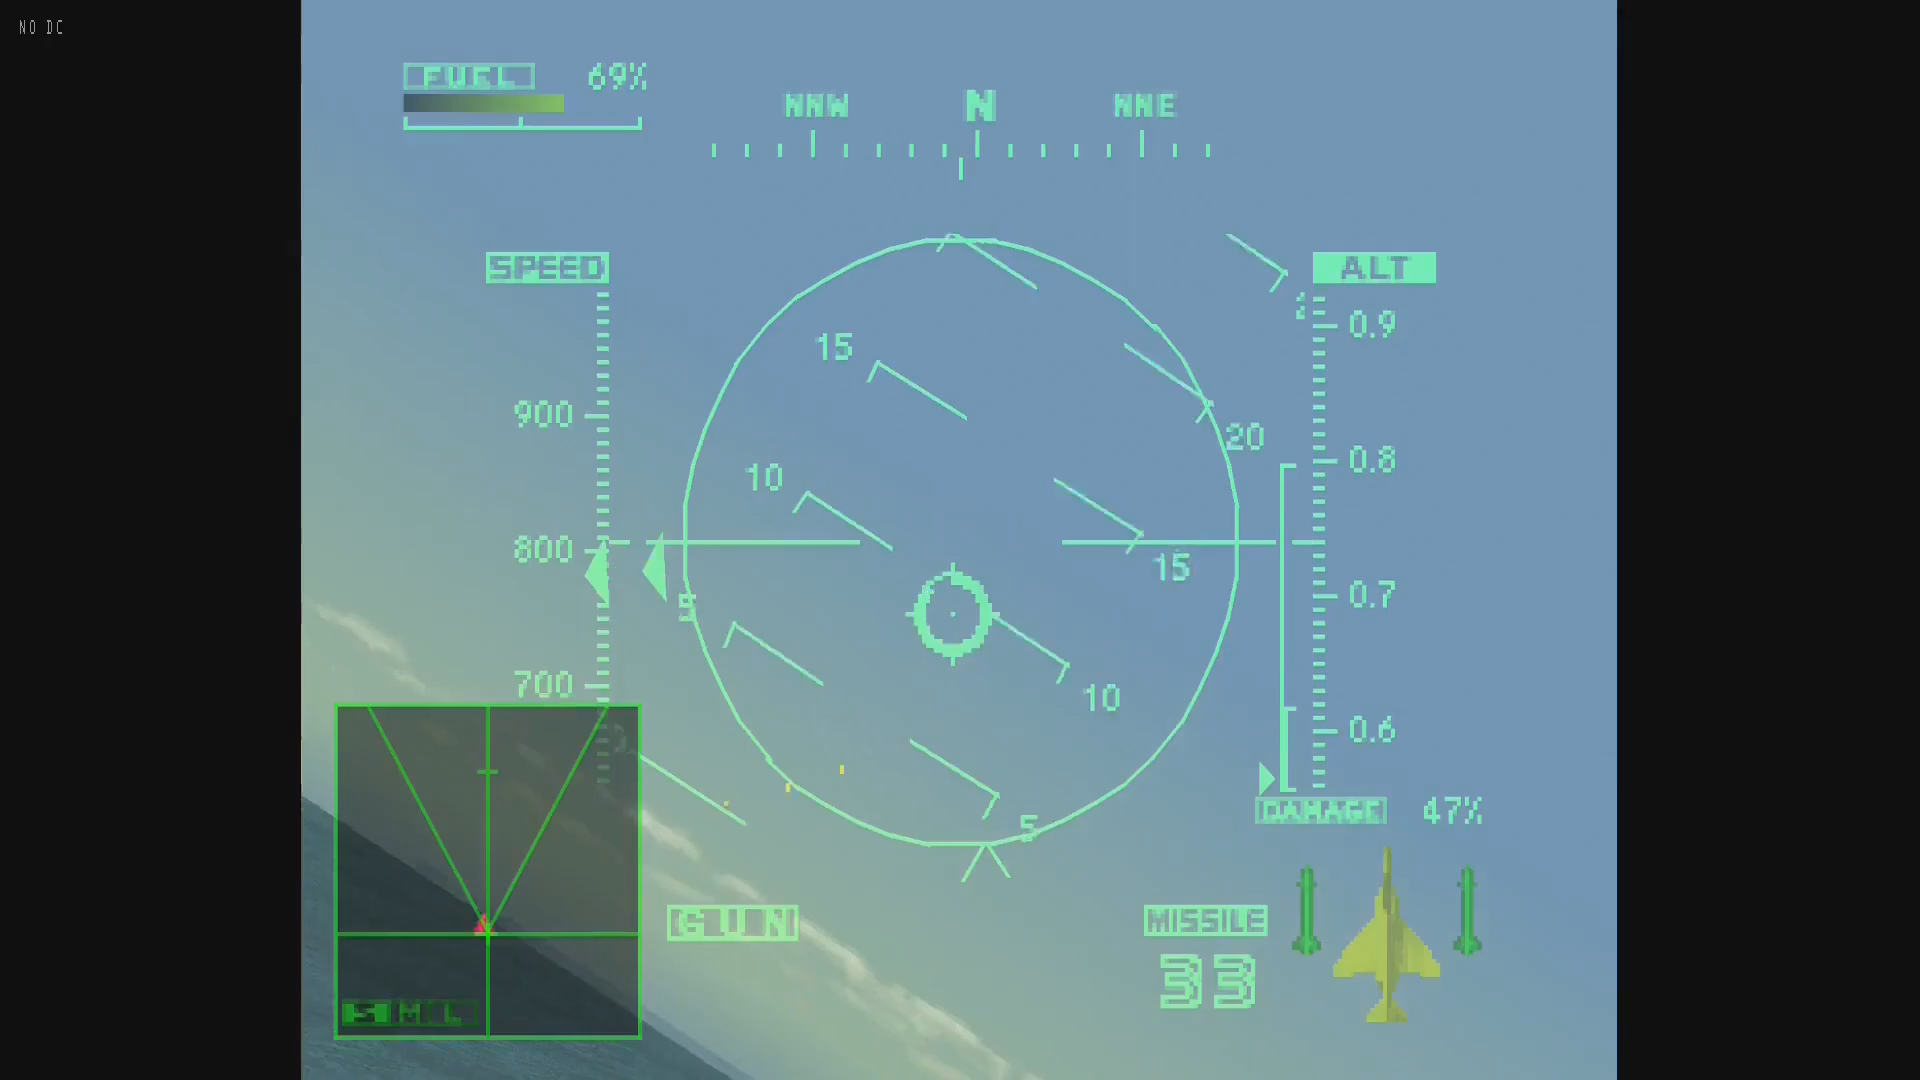 NO DC
FUEL 69%
NNW N NNE
SPEED ALT
0.9
15
900
20
0.8
10
800
15
0.7
5
700
10
0.6
5
DAMAGE 47%
GUN MISSILE
33
S M L